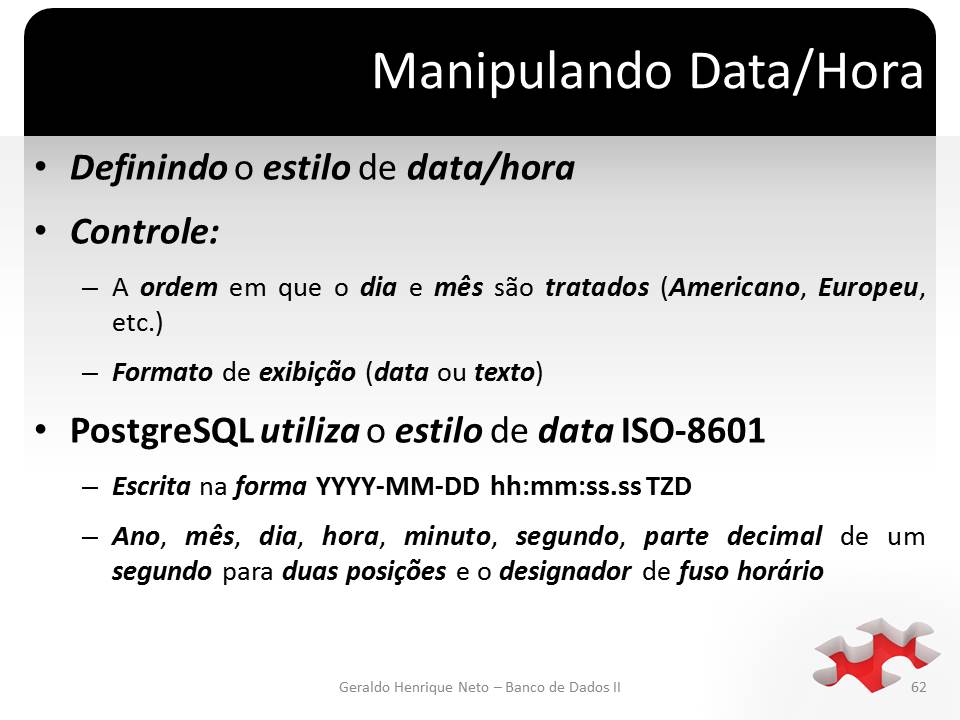 Manipulando Data/Hora
• Definindo o estilo de data/hora
• Controle:
– A ordem em que o dia e mês são tratados (Americano, Europeu,
etc.)
– Formato de exibição (data ou texto)
• PostgreSQL utiliza o estilo de data ISO-8601
– Escrita na forma YYYY-MM-DD hh:mm:ss.ss TZD
– Ano, mês, dia, hora, minuto, segundo, parte decimal de um
segundo para duas posições e o designador de fuso horário
Geraldo Henrique Neto – Banco de Dados II
62